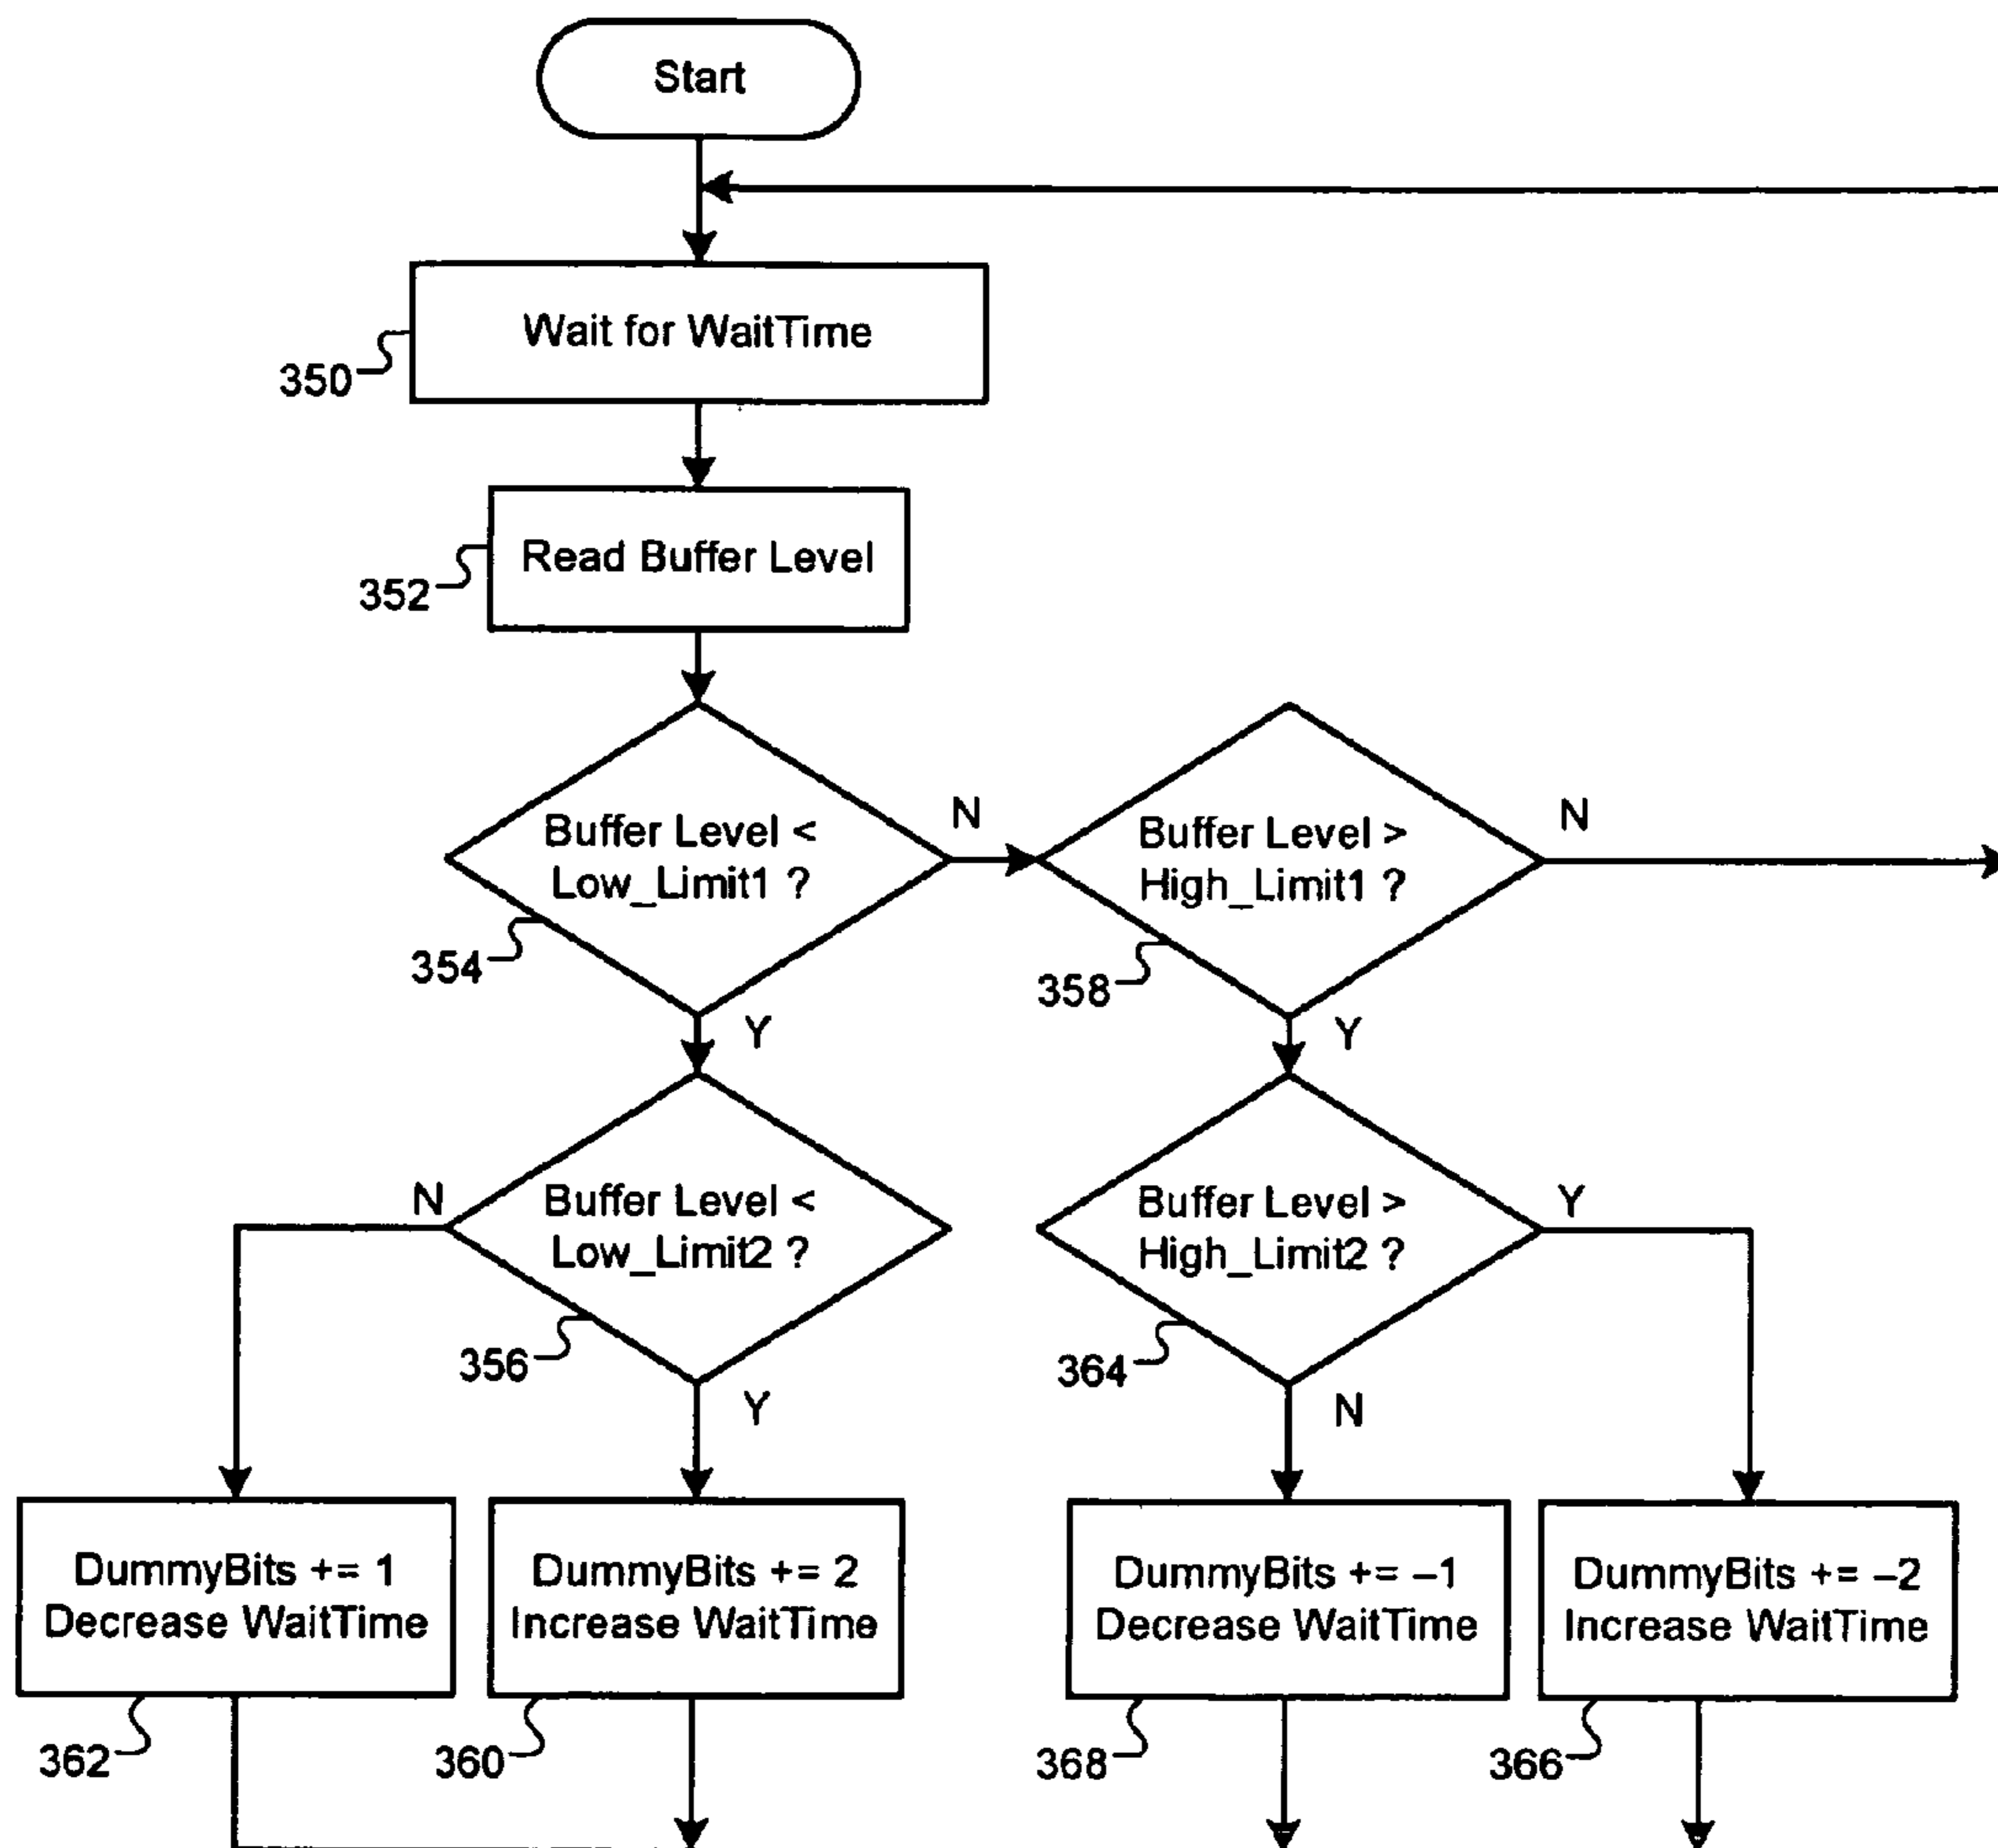 Start
Wait for WaitTime
350
Read Buffer Level
352
Buffer Level <
Low_Limit1 ?
N
354
Y
Buffer Level >
High_Limit1 ?
N
358
Y
Buffer Level <
Low_Limit2 ?
N
356
Y
Buffer Level >
High_Limit2 ?
Y
364
N
DummyBits += 1
Decrease WaitTime
362
DummyBits += 2
Increase WaitTime
360
DummyBits += –1
Decrease WaitTime
368
DummyBits += –2
Increase WaitTime
366